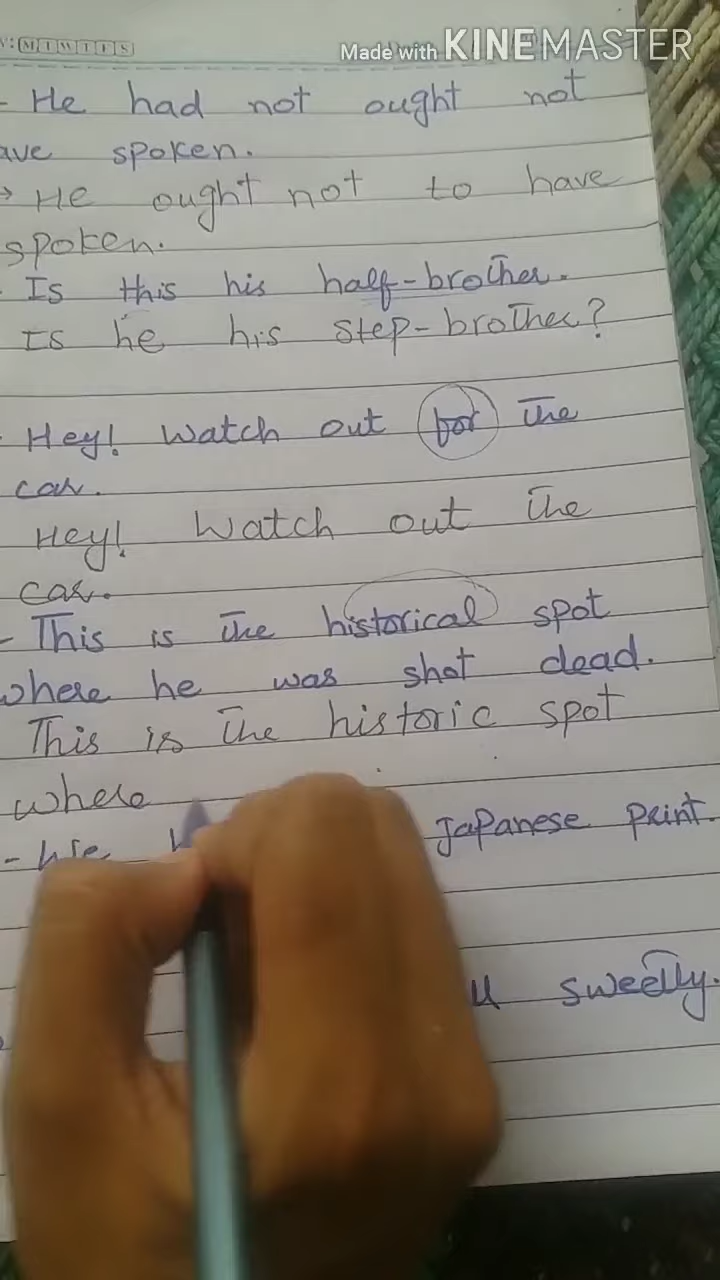 MTWTFS
Made with KINEMASTER
- He had not ought not
ave spoken.
→ He ought not to have
spoken.
- Is this his half-brother.
Is he his step-brother?
- Hey! Watch out for the
car.
Hey! Watch out the
car.
- This is the historical spot
where he was shot dead.
This is the historic spot
where
- Japanese print.
sweetly.